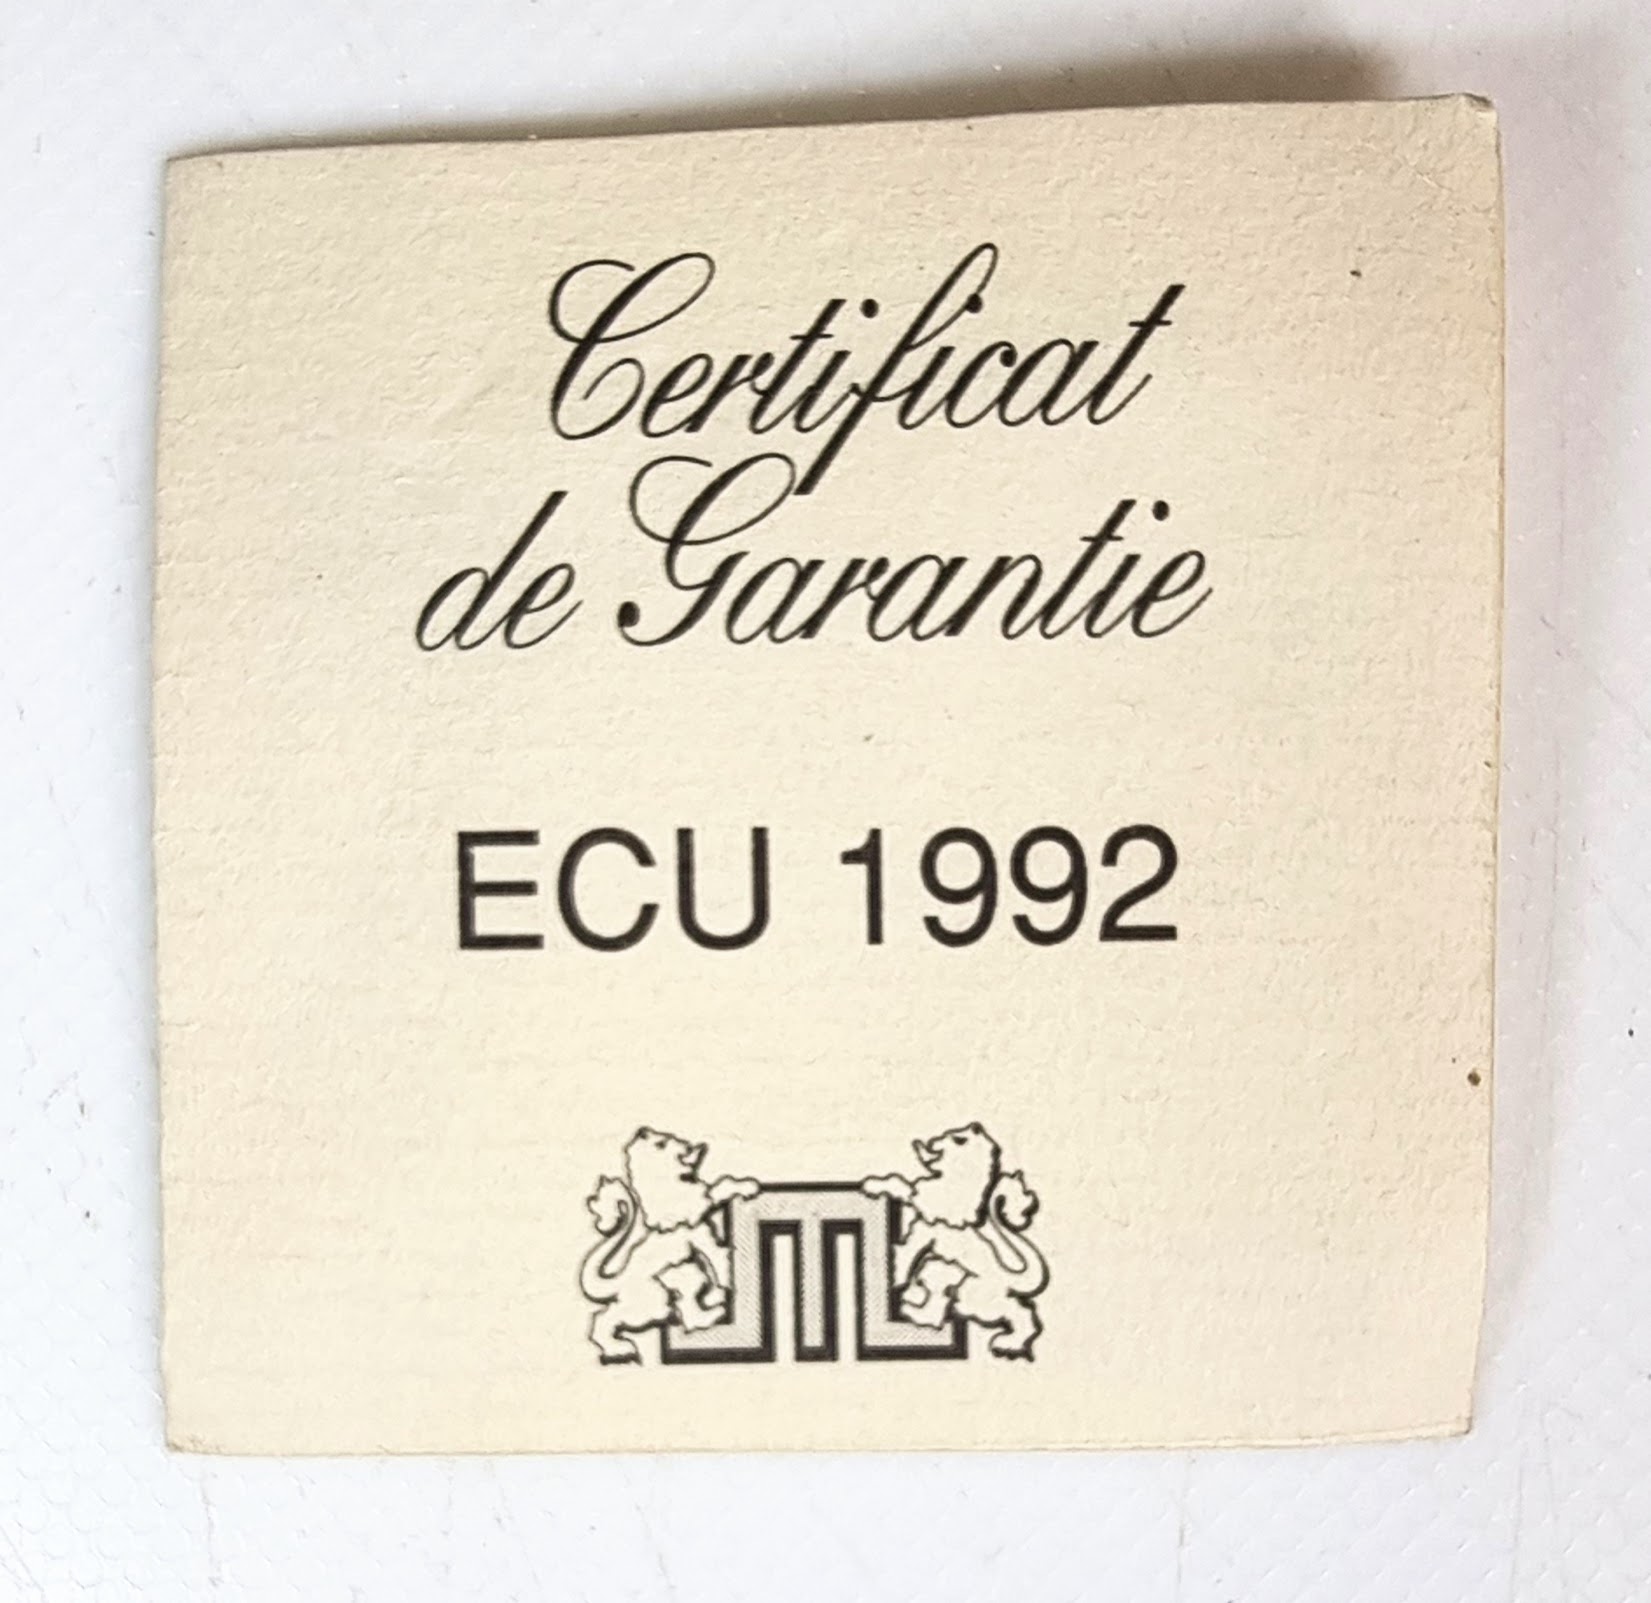 Certificat
de Garantie
ECU 1992